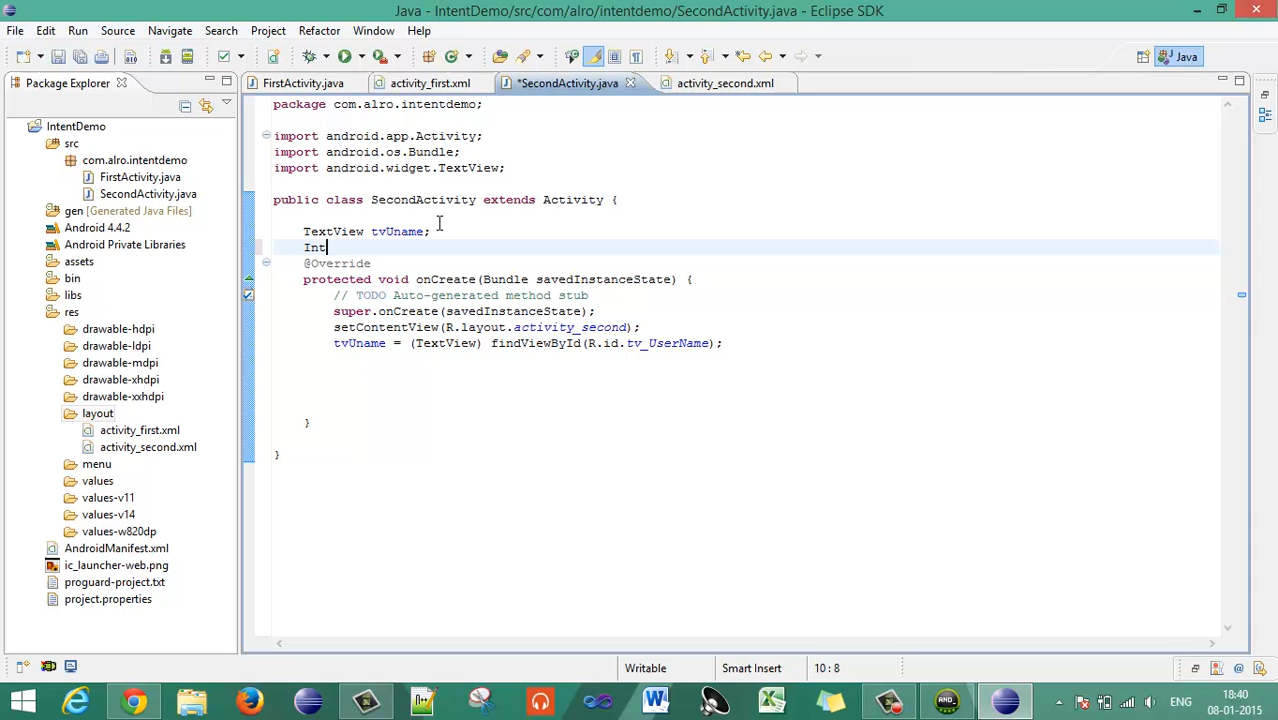 Java - IntentDemo/src/com/alro/intentdemo/SecondActivity.java - Eclipse SDK
File Edit Run Source Navigate Search Project Refactor Window Help
Java
Package Explorer
FirstActivity.java
activity_first.xml
*SecondActivity.java
activity_second.xml
IntentDemo
src
com.alro.intentdemo
FirstActivity.java
SecondActivity.java
gen [Generated Java Files]
Android 4.4.2
Android Private Libraries
assets
bin
libs
res
drawable-hdpi
drawable-ldpi
drawable-mdpi
drawable-xhdpi
drawable-xxhdpi
layout
activity_first.xml
activity_second.xml
menu
values
values-v11
values-v14
values-w820dp
AndroidManifest.xml
ic_launcher-web.png
proguard-project.txt
project.properties
package com.alro.intentdemo;
import android.app.Activity;
import android.os.Bundle;
import android.widget.TextView;
public class SecondActivity extends Activity {
TextView tvUname;
Int
@Override
protected void onCreate(Bundle savedInstanceState) {
// TODO Auto-generated method stub
super.onCreate(savedInstanceState);
setContentView(R.layout.activity_second);
tvUname = (TextView) findViewById(R.id.tv_UserName);
}
}
Writable
Smart Insert
10 : 8
ENG
18:40
08-01-2015